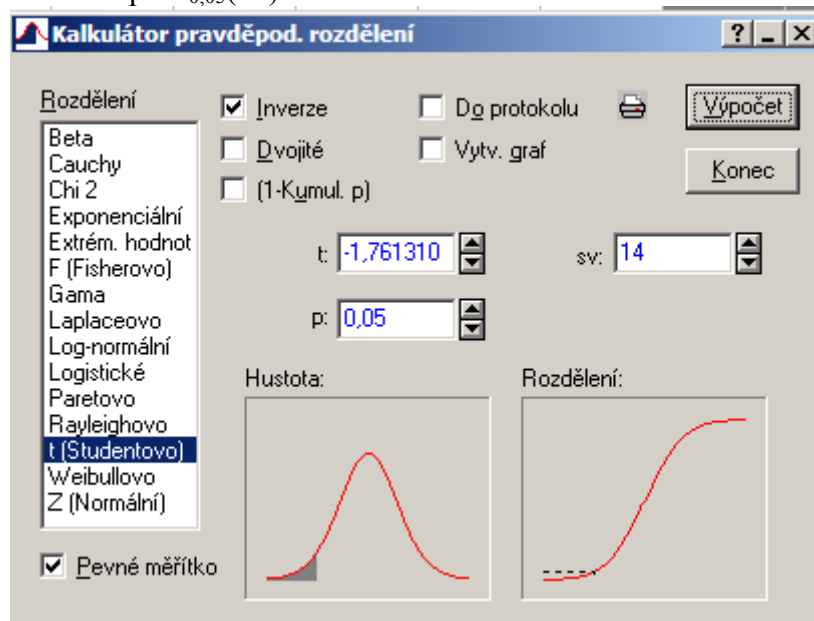 0,05
Kalkulátor pravděpod. rozdělení
Rozdělení
Inverze
Do protokolu
Výpočet
Dvojité
Vytv. graf
Konec
(1-Kumul. p)
Beta
Cauchy
Chi 2
Exponenciální
Extrém. hodnot
F (Fisherovo)
Gama
Laplaceovo
Log-normální
Logistické
Paretovo
Rayleighovo
t (Studentovo)
Weibullovo
Z (Normální)
t: -1,761310
sv: 14
p: 0,05
Hustota:
Rozdělení:
Pevné měřítko